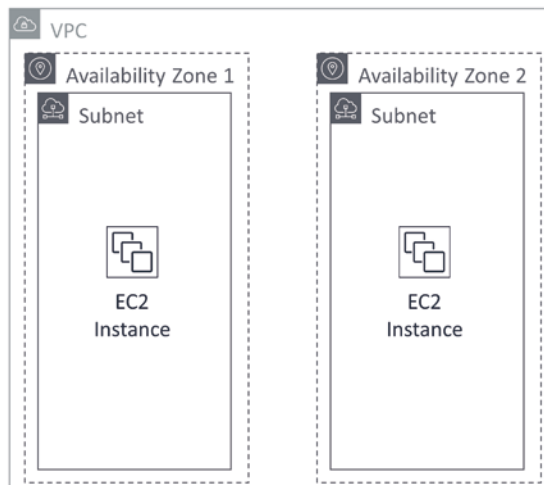 VPC
Availability Zone 1
Subnet
EC2
Instance
Availability Zone 2
Subnet
EC2
Instance